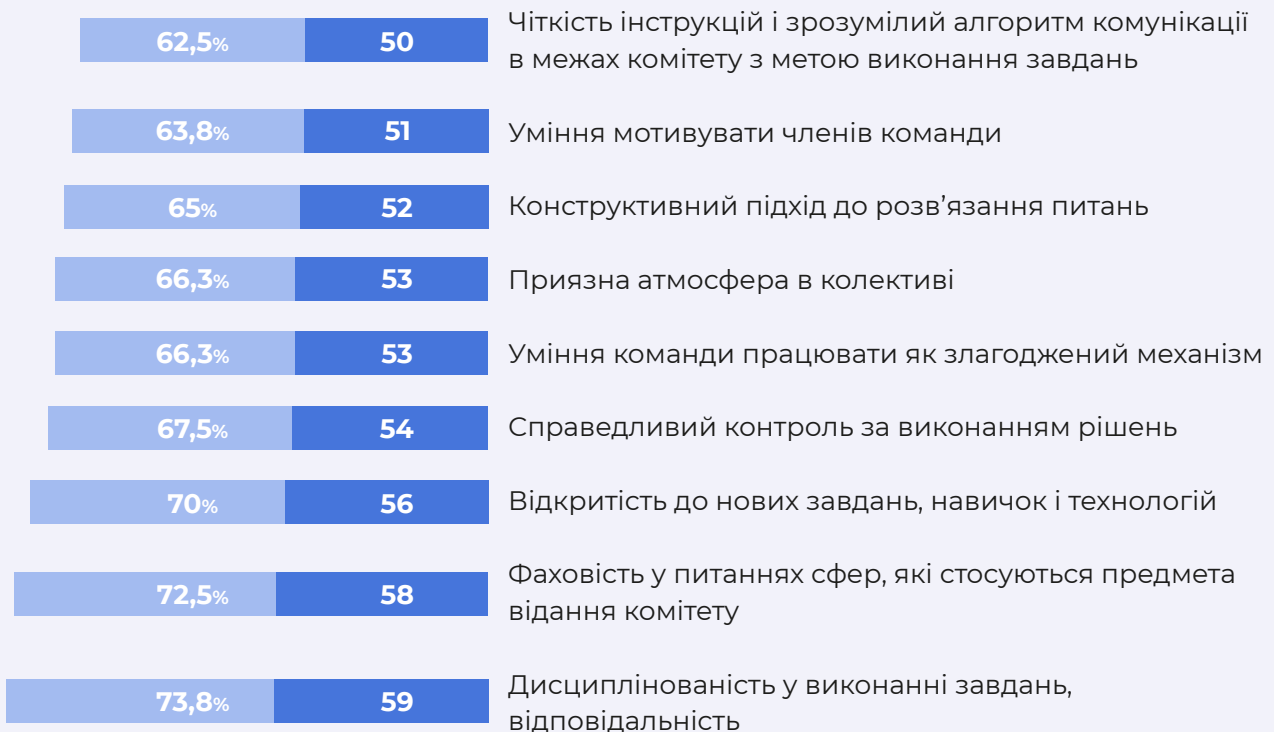 62,5% 50 Чіткість інструкцій і зрозумілий алгоритм комунікації
в межах комітету з метою виконання завдань
63,8% 51 Уміння мотивувати членів команди
65% 52 Конструктивний підхід до розв’язання питань
66,3% 53 Приязна атмосфера в колективі
66,3% 53 Уміння команди працювати як злагоджений механізм
67,5% 54 Справедливий контроль за виконанням рішень
70% 56 Відкритість до нових завдань, навичок і технологій
72,5% 58 Фаховість у питаннях сфер, які стосуються предмета
відання комітету
73,8% 59 Дисциплінованість у виконанні завдань,
відповідальність